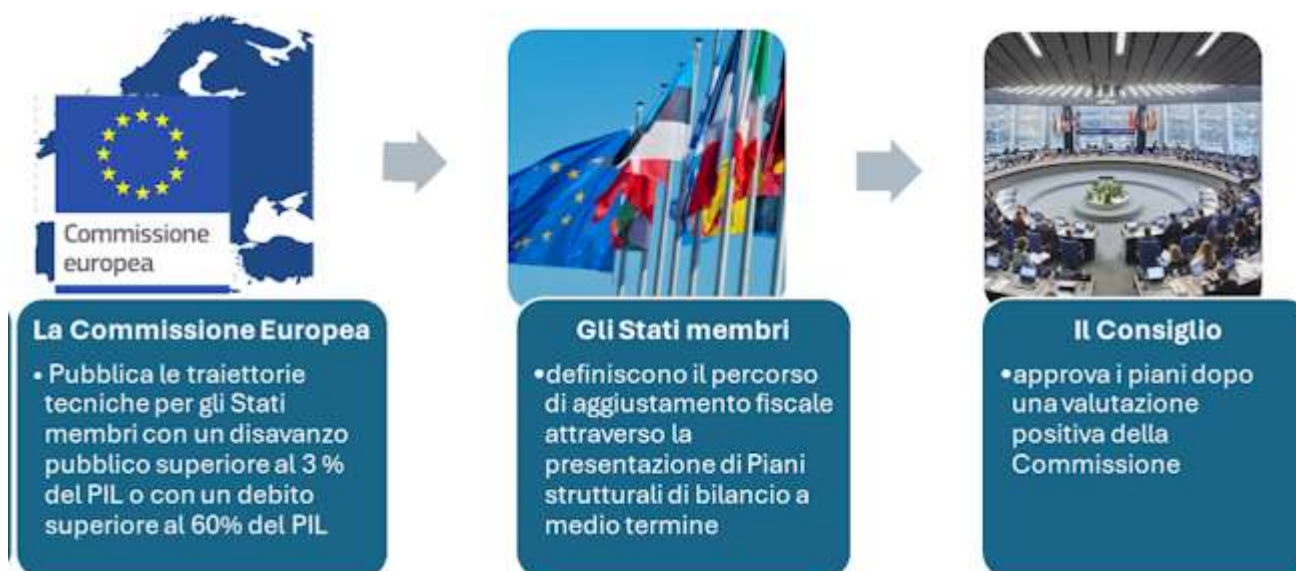 Commissione
europea
La Commissione Europea
• Pubblica le traiettorie
tecniche per gli Stati
membri con un disavanzo
pubblico superiore al 3 %
del PIL o con un debito
superiore al 60% del PIL
Gli Stati membri
•definiscono il percorso
di aggiustamento fiscale
attraverso la
presentazione di Piani
strutturali di bilancio a
medio termine
Il Consiglio
•approva i piani dopo
una valutazione
positiva della
Commissione